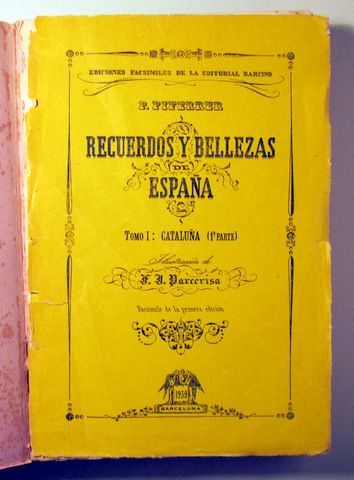 EDICIONES FACSIMILES DE LA EDITORIAL BARCINO
P. PIFERRER
RECUERDOS Y BELLEZAS
DE
ESPAÑA
TOMO I: CATALUÑA (1ª PARTE)
Ilustración de
F. J. Parcerisa
Facsímile de la primera edición
1939
BARCELONA